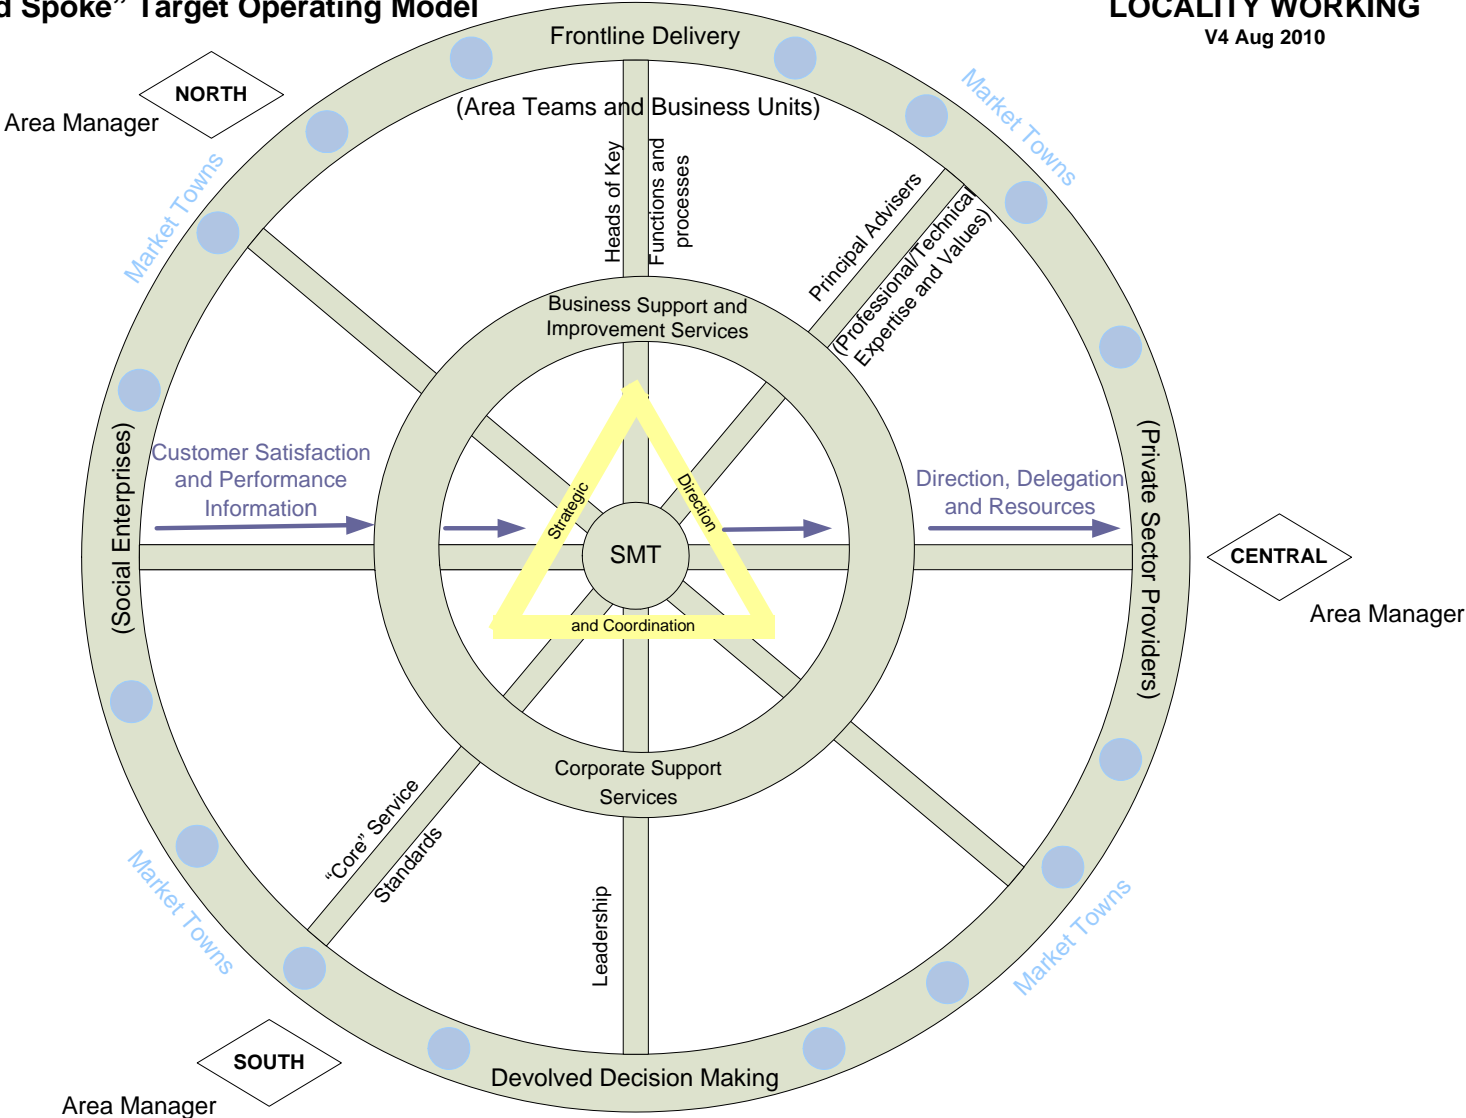 d Spoke” Target Operating Model
LOCALITY WORKING
V4 Aug 2010
Frontline Delivery
(Area Teams and Business Units)
NORTH
Area Manager
Market Towns
Market Towns
Heads of Key
Functions and
processes
Principal Advisers
(Professional/Technical
Expertise and Values)
Business Support and
Improvement Services
Customer Satisfaction
and Performance
Information
(Social Enterprises)
Strategic
Direction
and Coordination
SMT
Direction, Delegation
and Resources
(Private Sector Providers)
CENTRAL
Area Manager
Corporate Support
Services
“Core” Service
Standards
Leadership
Market Towns
Market Towns
Devolved Decision Making
SOUTH
Area Manager